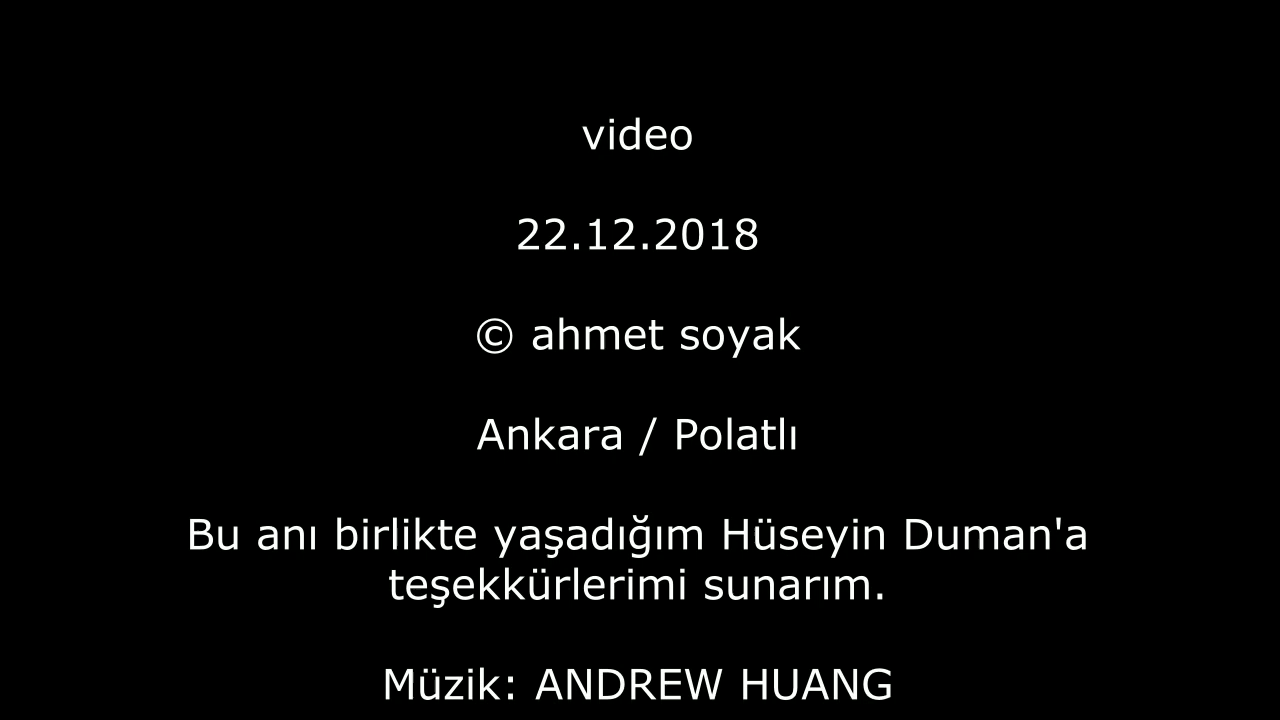 video
22.12.2018
© ahmet soyak
Ankara / Polatlı
Bu anı birlikte yaşadığım Hüseyin Duman'a
teşekkürlerimi sunarım.
Müzik: ANDREW HUANG